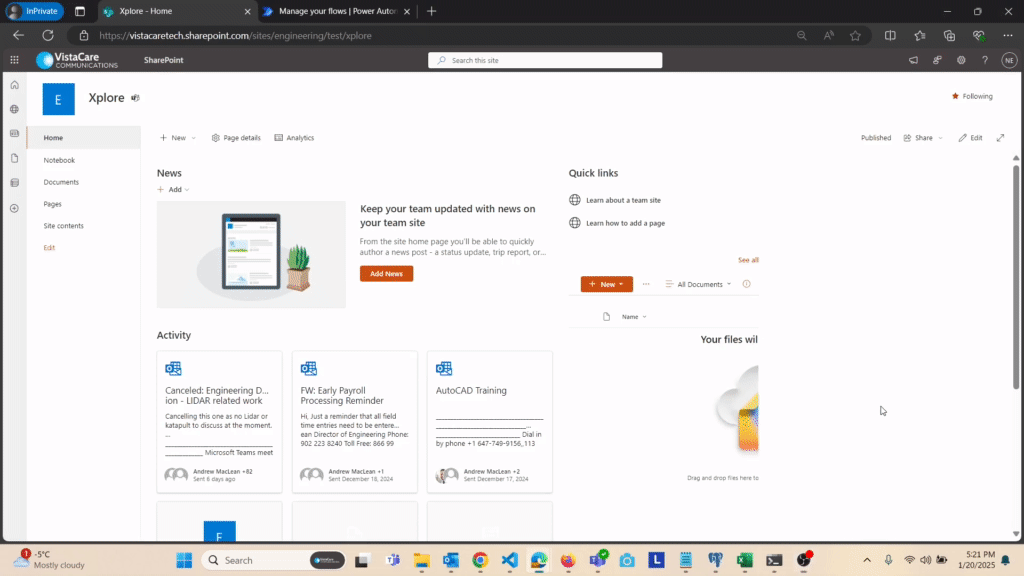 InPrivate
Xplore - Home
Manage your flows | Power Autor
https://vistacaretech.sharepoint.com/sites/engineering/test/xplore
VistaCare
COMMUNICATIONS
SharePoint
Search this site
NE
E
Xplore
Following
Home
Notebook
Documents
Pages
Site contents
Edit
New
Page details
Analytics
Published
Share
Edit
News
Add
Keep your team updated with news on
your team site
From the site home page you'll be able to quickly
author a news post - a status update, trip report, or...
Add News
Quick links
Learn about a team site
Learn how to add a page
See all
New
All Documents
Name
Your files wil
Drag and drop files here to
Activity
Canceled: Engineering D...
ion - LIDAR related work
Cancelling this one as no Lidar or
katapult to discuss at the moment.
...
Microsoft Teams meet
Andrew MacLean +82
Sent 6 days ago
FW: Early Payroll
Processing Reminder
Hi, Just a reminder that all field
time entries need to be entere...
ean Director of Engineering Phone:
902 223 8240 Toll Free: 866 99
Andrew MacLean +1
Sent December 18, 2024
AutoCAD Training
Dial in
by phone +1 647-749-9156,,113
Andrew MacLean +2
Sent December 17, 2024
E
1
-5°C
Mostly cloudy
Search
L
5:21 PM
1/20/2025